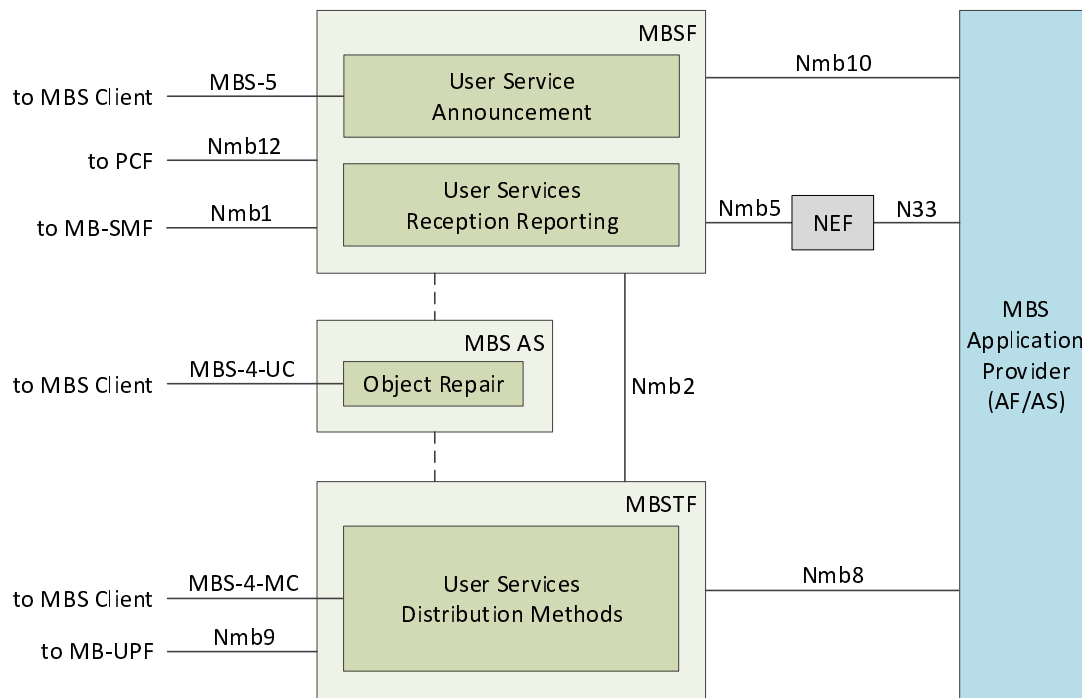 MBSF
User Service
Announcement
User Services
Reception Reporting
to MBS Client
MBS-5
to PCF
Nmb12
to MB-SMF
Nmb1
Nmb10
Nmb5
NEF
N33
MBS AS
Object Repair
to MBS Client
MBS-4-UC
Nmb2
MBS
Application
Provider
(AF/AS)
MBSTF
User Services
Distribution Methods
to MBS Client
MBS-4-MC
to MB-UPF
Nmb9
Nmb8